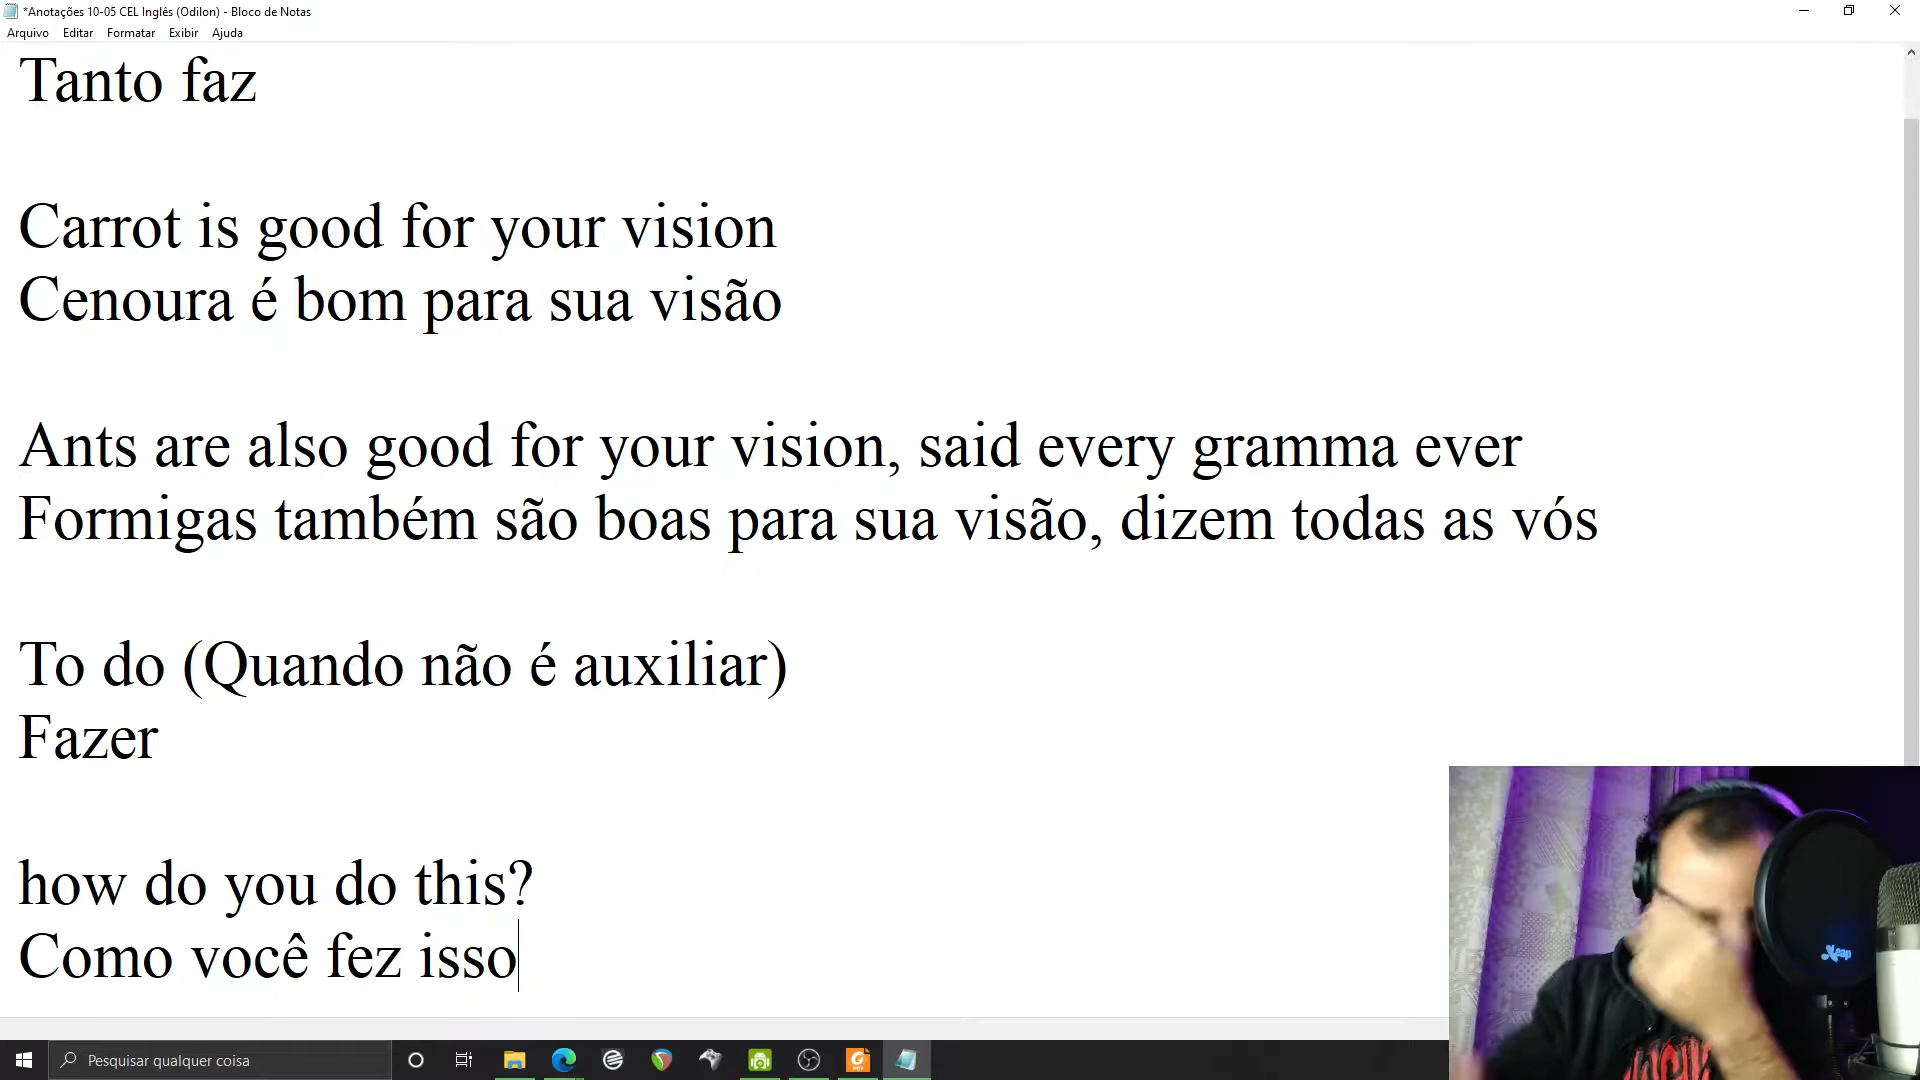 *Anotações 10-05 CEL Inglês (Odilon) - Bloco de Notas
Arquivo Editar Formatar Exibir Ajuda
Tanto faz
Carrot is good for your vision
Cenoura é bom para sua visão
Ants are also good for your vision, said every gramma ever
Formigas também são boas para sua visão, dizem todas as vós
To do (Quando não é auxiliar)
Fazer
how do you do this?
Como você fez isso
Pesquisar qualquer coisa